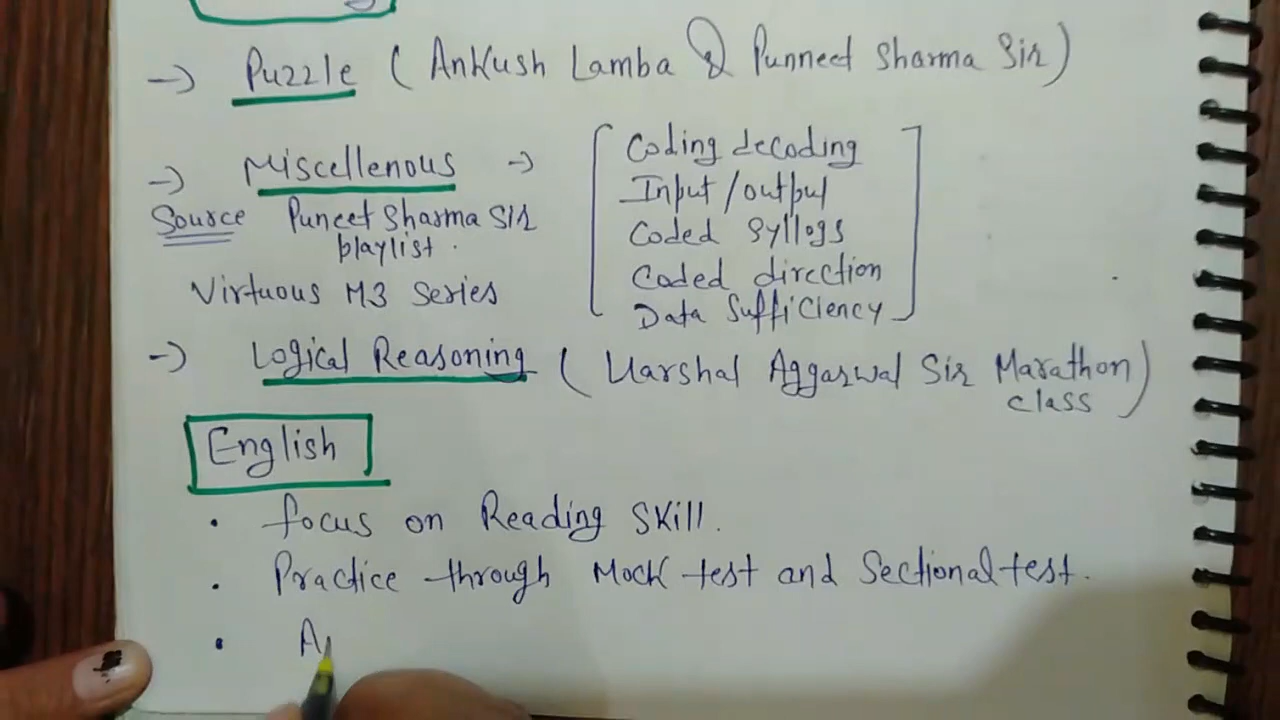 → Puzzle ( Ankush Lamba & Punneet Sharma Sir )
→ Miscellenous →
Source Puneet Sharma Sir
playlist.
Virtuous M3 Series
Coding decoding
Input/output
Coded Syllogs
Coded direction
Data Sufficiency
→ Logical Reasoning ( Harshal Aggarwal Sir Marathon
class )
English
• focus on Reading Skill.
• Practice through Mock test and Sectional test.
• A